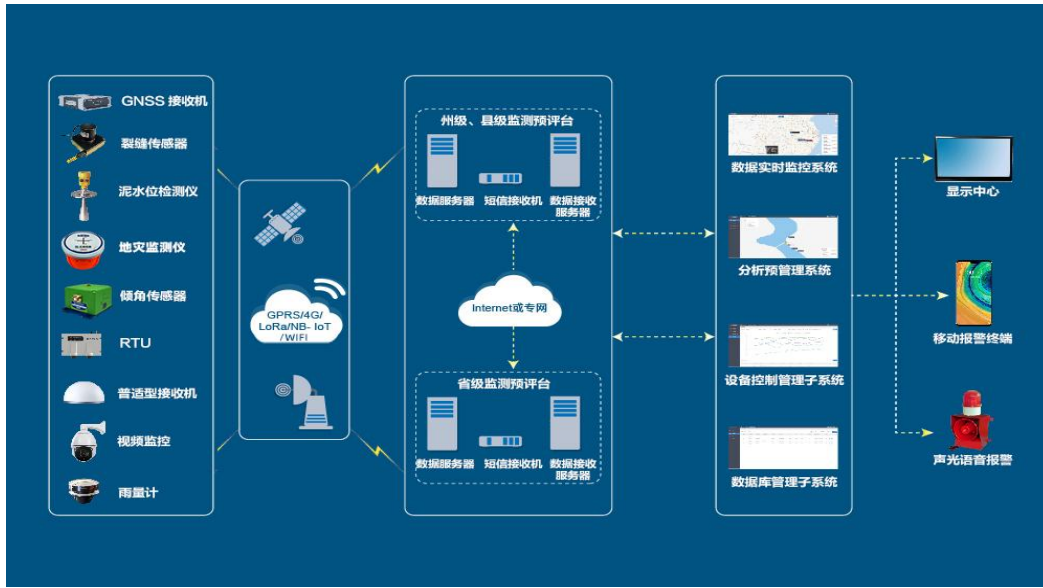 GNSS 接收机
裂缝传感器
泥水位检测仪
地灾监测仪
倾角传感器
RTU
普适型接收机
视频监控
雨量计
GPRS/4G/
LoRa/NB- IoT
/WIFI
州级、县级监测预评台
数据服务器
短信接收机
数据接收
服务器
Internet或专网
省级监测预评台
数据服务器
短信接收机
数据接收
服务器
数据实时监控系统
分析预管理系统
设备控制管理子系统
数据库管理子系统
显示中心
移动报警终端
声光语音报警